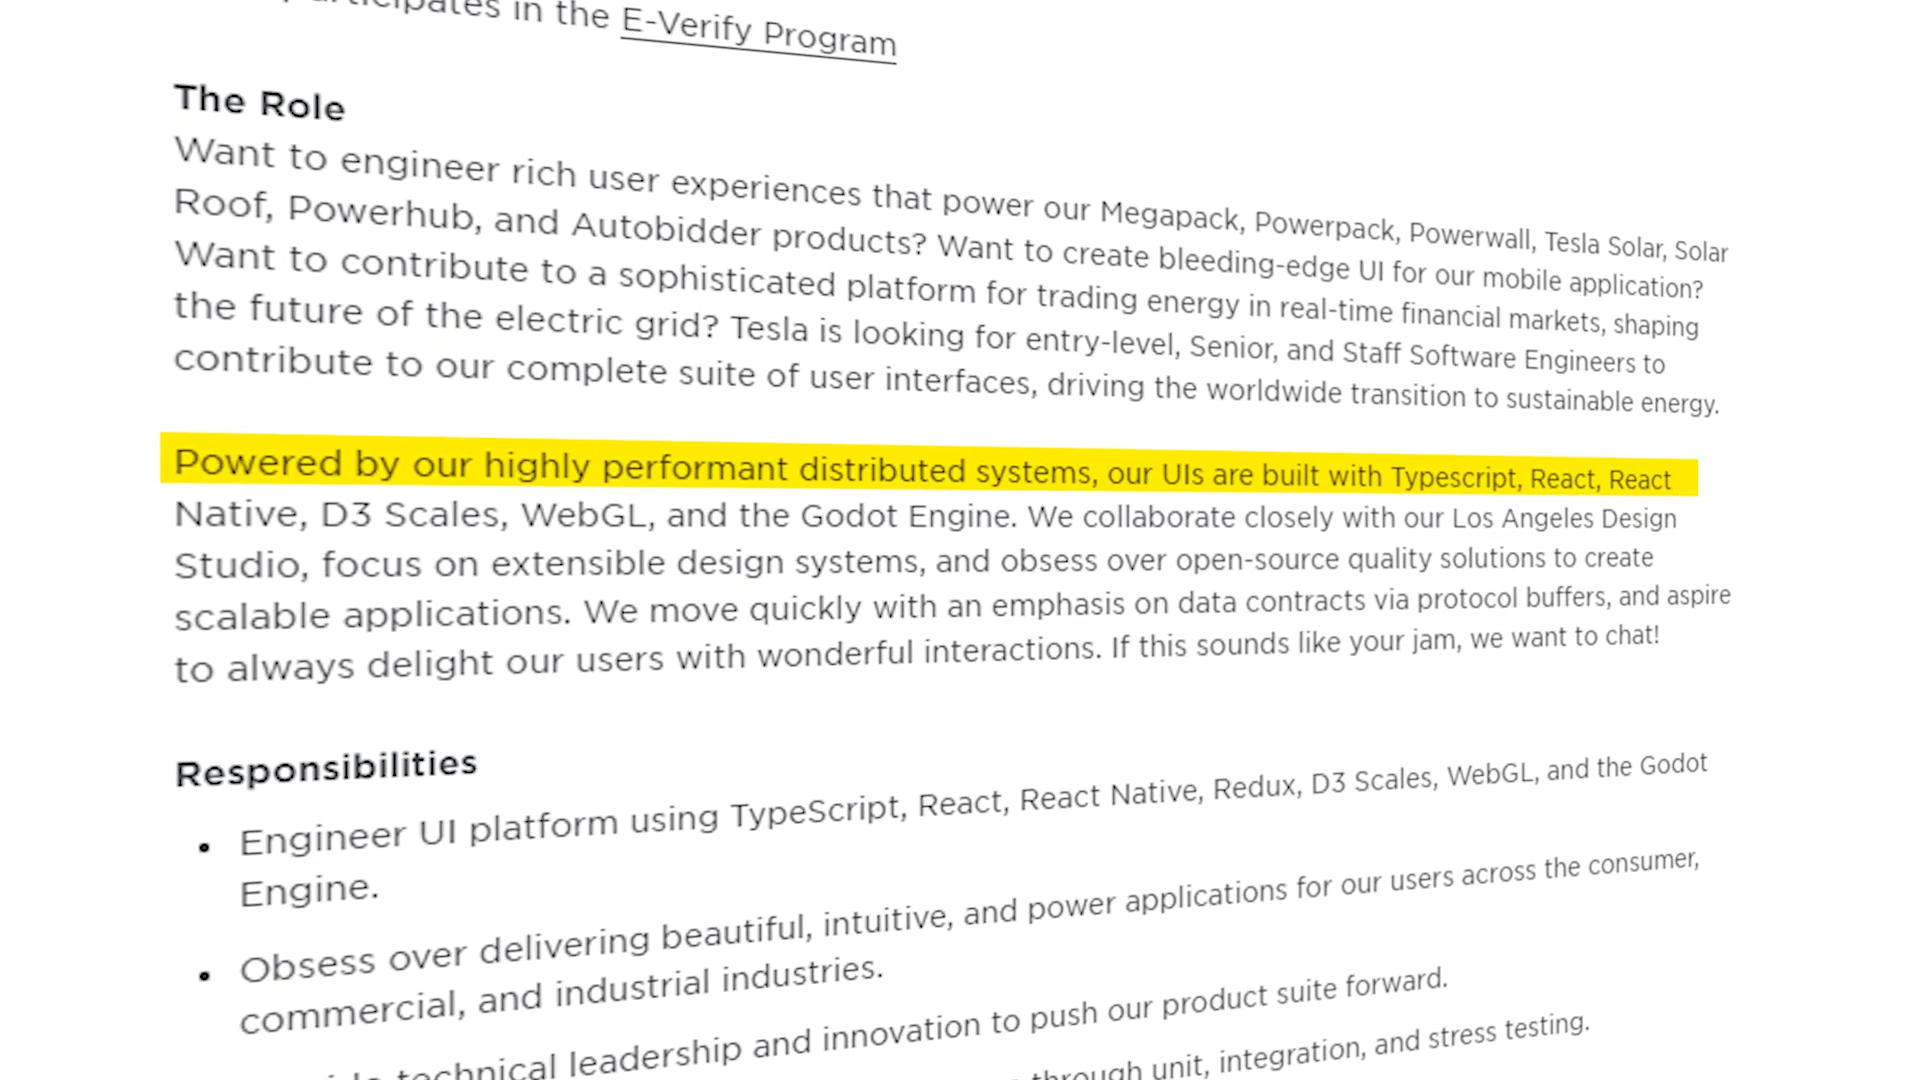 in the E-Verify Program
The Role
Want to engineer rich user experiences that power our Megapack, Powerpack, Powerwall, Tesla Solar, Solar
Roof, Powerhub, and Autobidder products? Want to create bleeding-edge UI for our mobile application?
Want to contribute to a sophisticated platform for trading energy in real-time financial markets, shaping
the future of the electric grid? Tesla is looking for entry-level, Senior, and Staff Software Engineers to
contribute to our complete suite of user interfaces, driving the worldwide transition to sustainable energy.
Powered by our highly performant distributed systems, our UIs are built with Typescript, React, React
Native, D3 Scales, WebGL, and the Godot Engine. We collaborate closely with our Los Angeles Design
Studio, focus on extensible design systems, and obsess over open-source quality solutions to create
scalable applications. We move quickly with an emphasis on data contracts via protocol buffers, and aspire
to always delight our users with wonderful interactions. If this sounds like your jam, we want to chat!
Responsibilities
• Engineer UI platform using TypeScript, React, React Native, Redux, D3 Scales, WebGL, and the Godot
Engine.
• Obsess over delivering beautiful, intuitive, and power applications for our users across the consumer,
commercial, and industrial industries.
technical leadership and innovation to push our product suite forward.
through unit, integration, and stress testing.